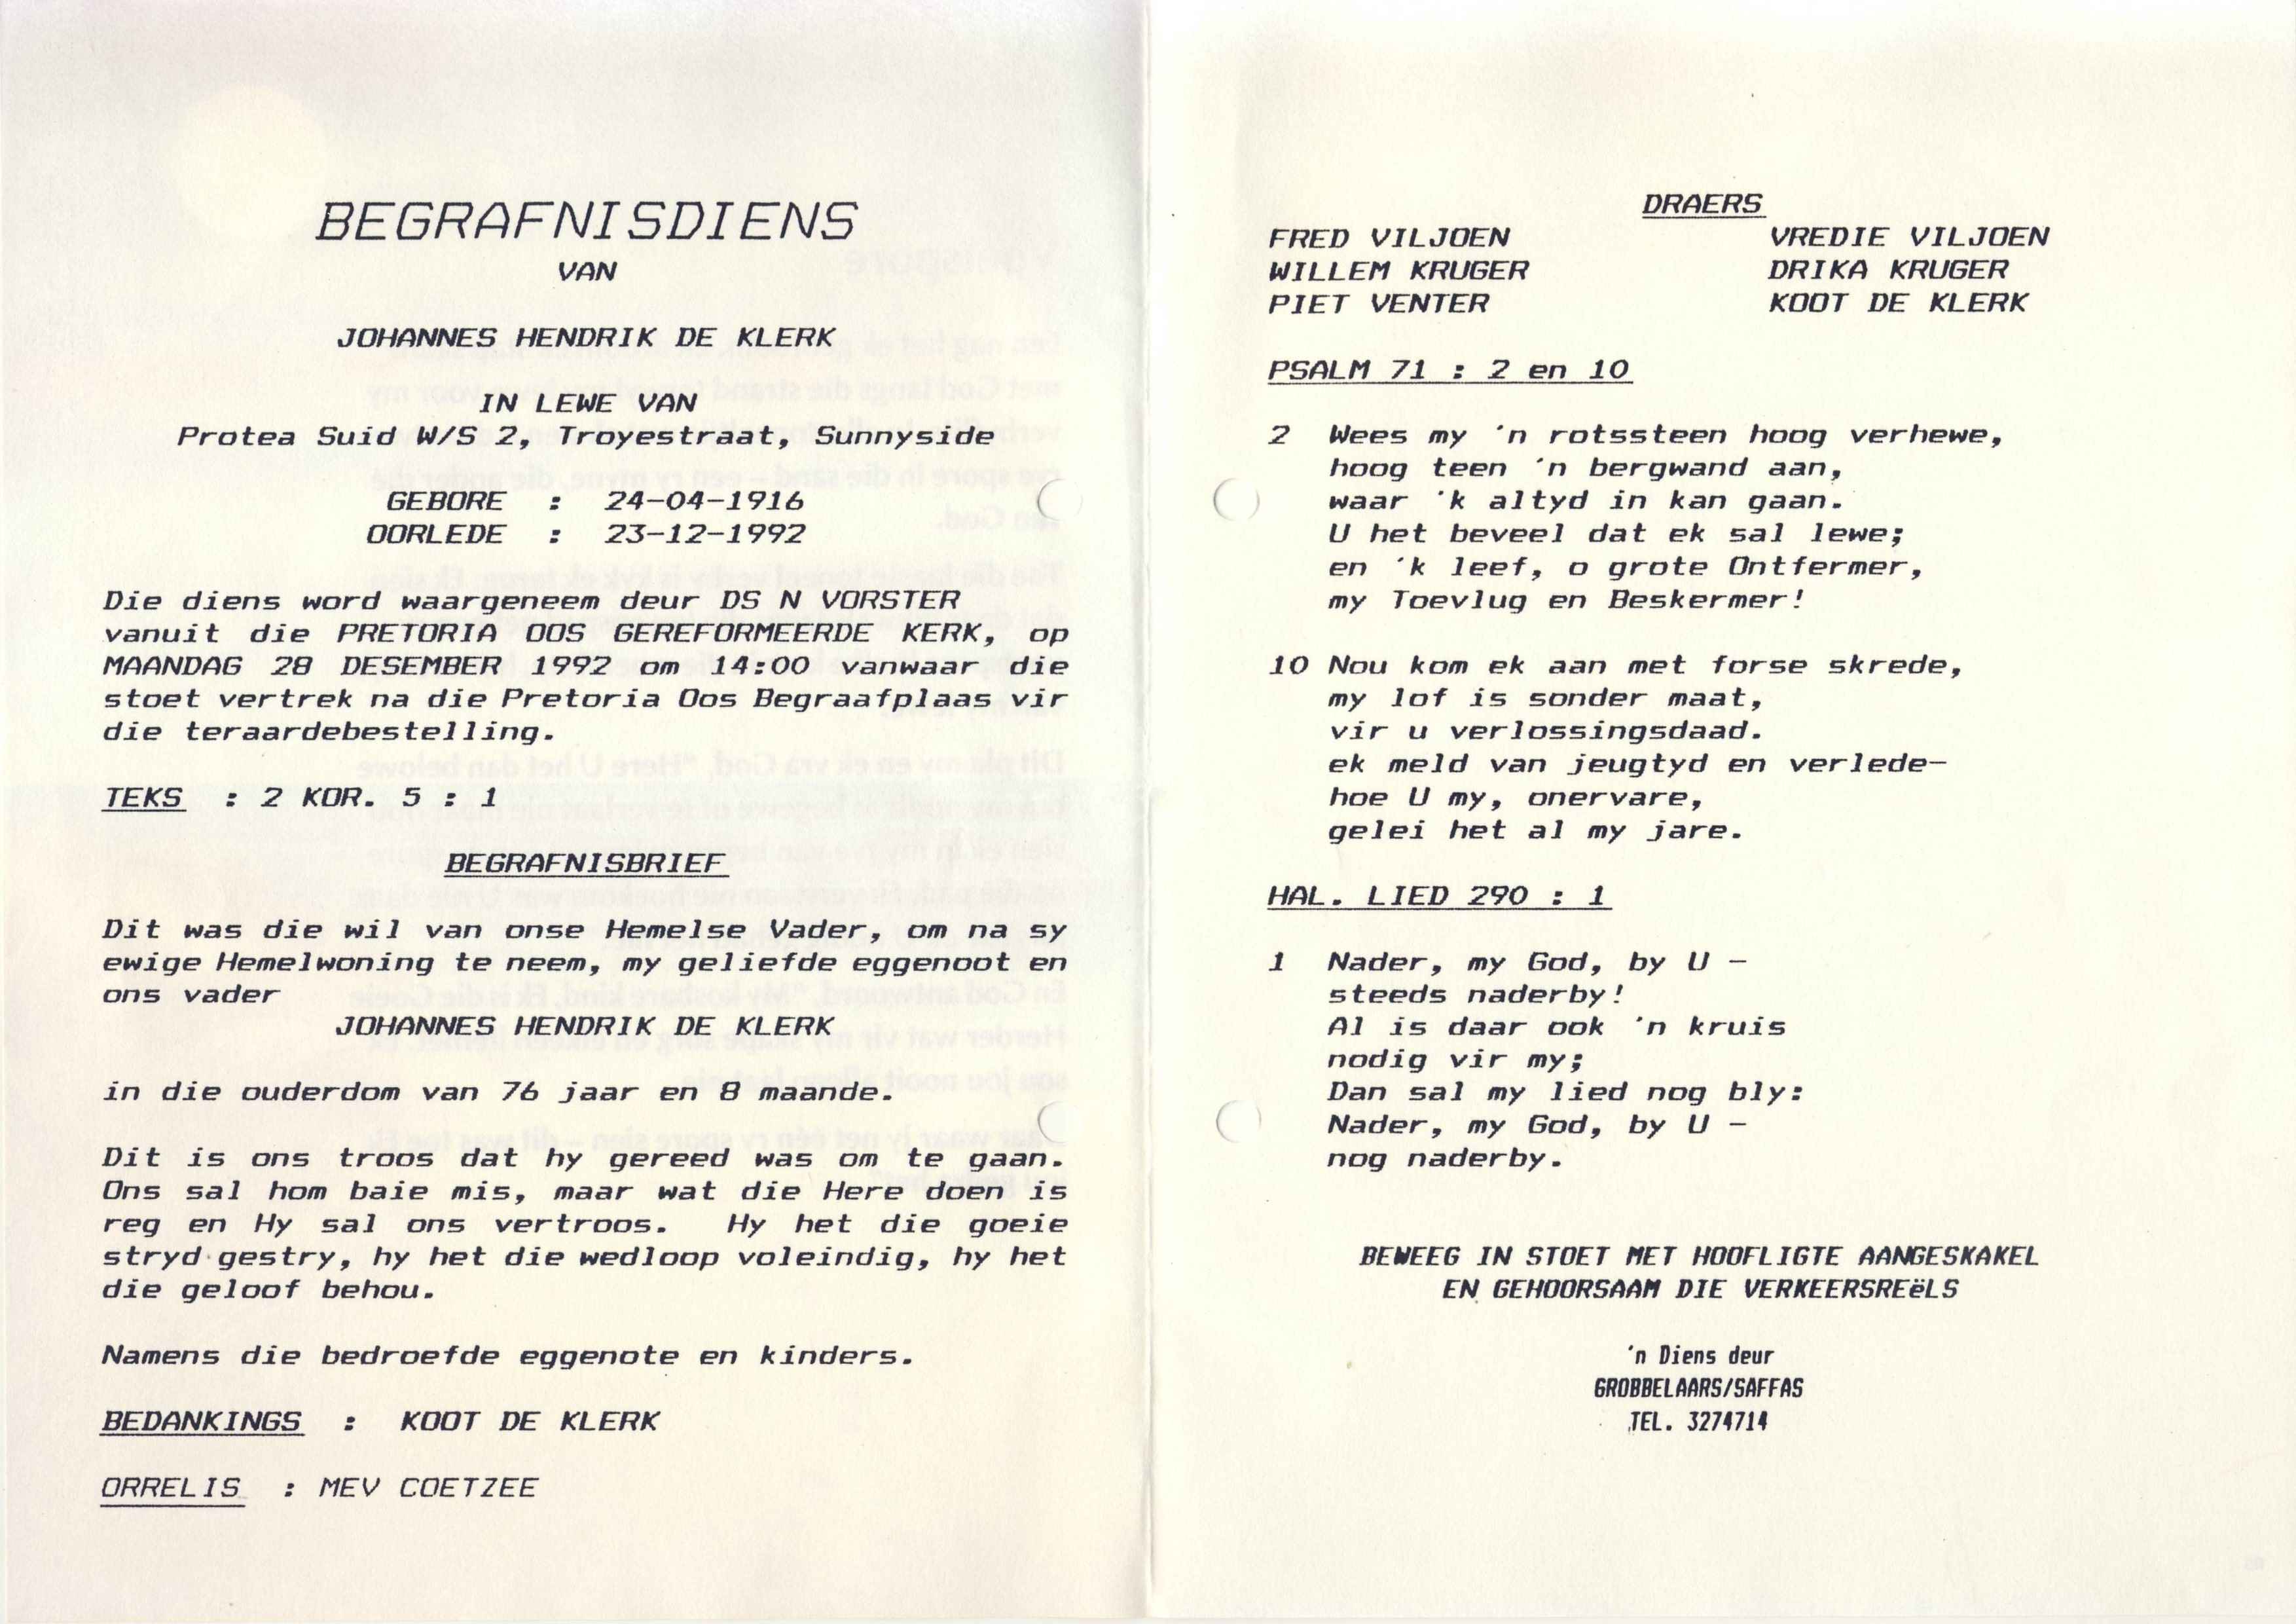 BEGRAFNISDIENS
VAN
JOHANNES HENDRIK DE KLERK
IN LEWE VAN
Protea Suid W/S 2, Troyestraat, Sunnyside
GEBORE : 24-04-1916
OORLEDE : 23-12-1992
Die diens word waargeneem deur DS N VORSTER
vanuit die PRETORIA OOS GEREFORMEERDE KERK, op
MAANDAG 28 DESEMBER 1992 om 14:00 vanwaar die
stoet vertrek na die Pretoria Oos Begraafplaas vir
die teraardebestelling.
TEKS : 2 KOR. 5 : 1
BEGRAFNISBRIEF
Dit was die wil van onse Hemelse Vader, om na sy
ewige Hemelwoning te neem, my geliefde eggenoot en
ons vader
JOHANNES HENDRIK DE KLERK
in die ouderdom van 76 jaar en 8 maande.
Dit is ons troos dat hy gereed was om te gaan.
Ons sal hom baie mis, maar wat die Here doen is
reg en Hy sal ons vertroos. Hy het die goeie
stryd gestry, hy het die wedloop voleindig, hy het
die geloof behou.
Namens die bedroefde eggenote en kinders.
BEDANKINGS : KOOT DE KLERK
ORRELIS : MEV COETZEE
DRAERS
FRED VILJOEN VREDIE VILJOEN
WILLEM KRUGER DRIKA KRUGER
PIET VENTER KOOT DE KLERK
PSALM 71 : 2 en 10
2 Wees my 'n rotssteen hoog verhewe,
hoog teen 'n bergwand aan,
waar 'k altyd in kan gaan.
U het beveel dat ek sal lewe;
en 'k leef, o grote Ontfermer,
my Toevlug en Beskermer!
10 Nou kom ek aan met forse skrede,
my lof is sonder maat,
vir u verlossingsdaad.
ek meld van jeugtyd en verlede-
hoe U my, onervare,
gelei het al my jare.
HAL. LIED 290 : 1
1 Nader, my God, by U -
steeds naderby!
Al is daar ook 'n kruis
nodig vir my;
Dan sal my lied nog bly:
Nader, my God, by U -
nog naderby.
BEWEEG IN STOET MET HOOFLIGTE AANGESKAKEL
EN GEHOORSAAM DIE VERKEERSREëLS
'n Diens deur
GROBBELAARS/SAFFAS
TEL. 3274714